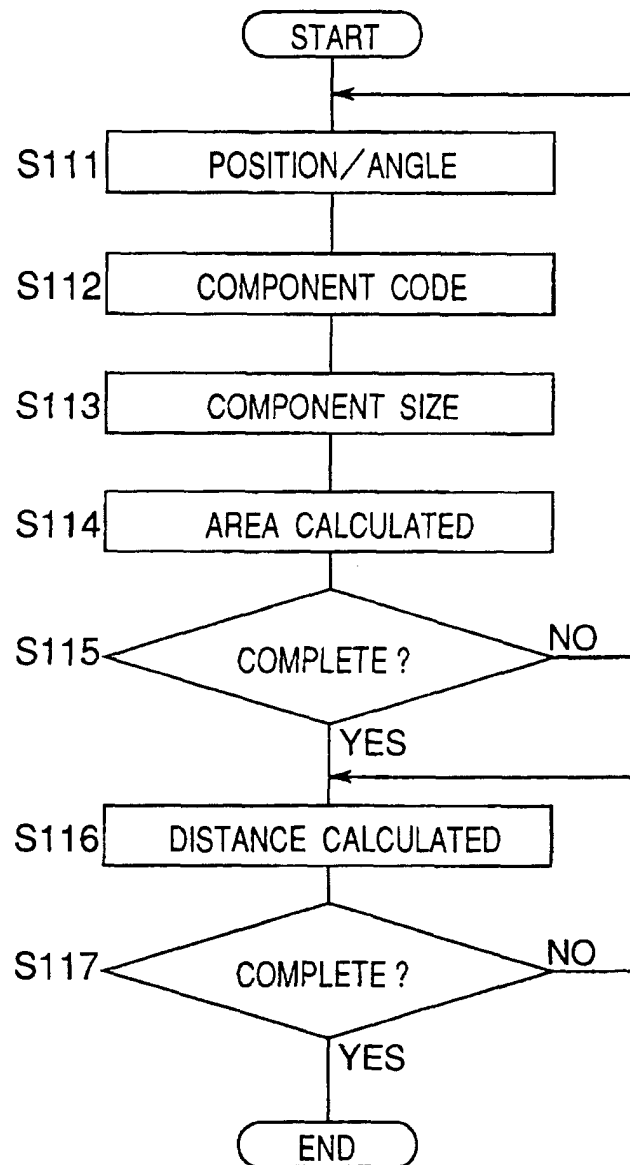 START
S111 POSITION/ANGLE
S112 COMPONENT CODE
S113 COMPONENT SIZE
S114 AREA CALCULATED
S115 COMPLETE? NO
YES
S116 DISTANCE CALCULATED
S117 COMPLETE? NO
YES
END